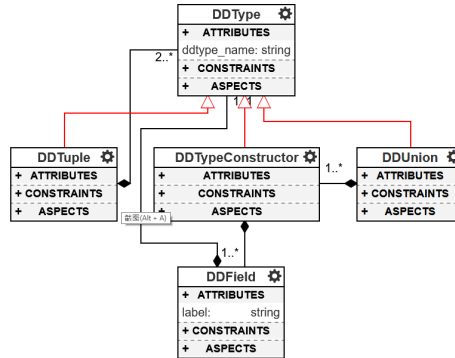 DDType
+ ATTRIBUTES
ddtype_name: string
+ CONSTRAINTS
+ ASPECTS
2..*
1
1
DDTuple
+ ATTRIBUTES
+ CONSTRAINTS
+ ASPECTS
DDTypeConstructor
+ ATTRIBUTES
+ CONSTRAINTS
+ ASPECTS
1..*
DDUnion
+ ATTRIBUTES
+ CONSTRAINTS
+ ASPECTS
(Alt + A)
1..*
DDField
+ ATTRIBUTES
label: string
+ CONSTRAINTS
+ ASPECTS